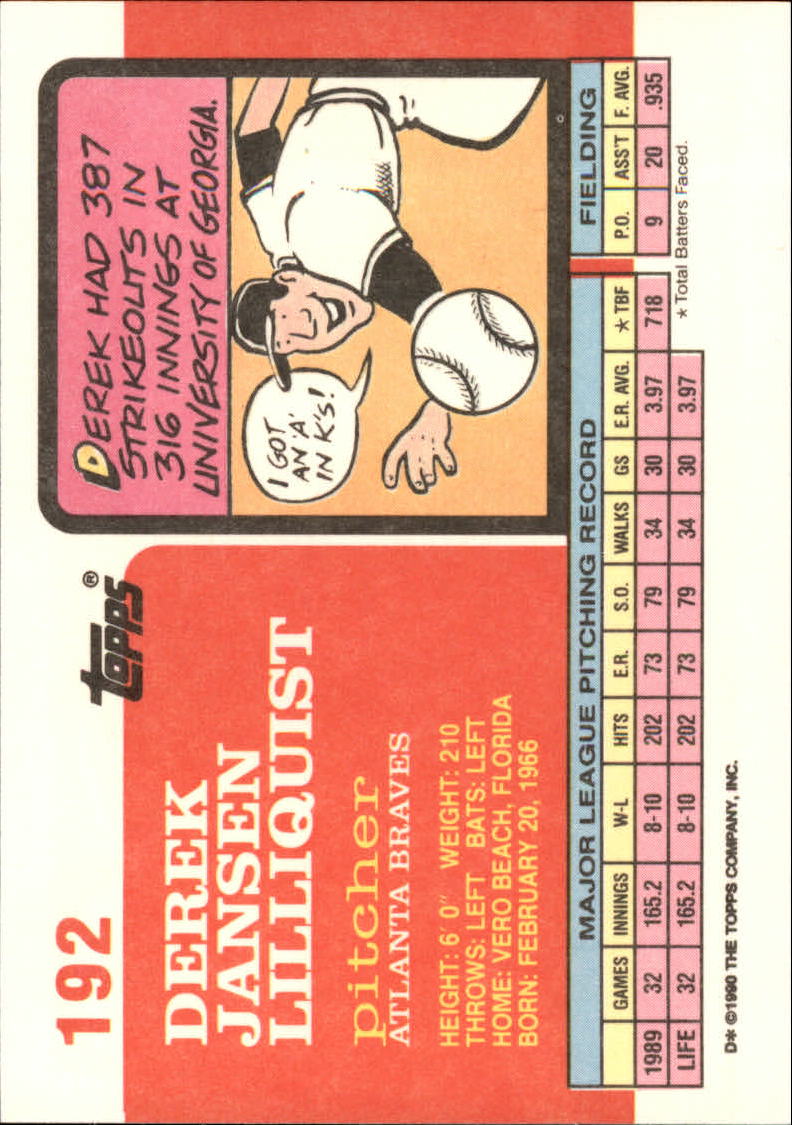 192
topps®
DEREK
JANSEN
LILLIQUIST
pitcher
ATLANTA BRAVES
HEIGHT: 6' 0" WEIGHT: 210
THROWS: LEFT BATS: LEFT
HOME: VERO BEACH, FLORIDA
BORN: FEBRUARY 20, 1966
DEREK HAD 387
STRIKEOUTS IN
316 INNINGS AT
UNIVERSITY OF GEORGIA.
I GOT
AN 'A'
IN K'S!
MAJOR LEAGUE PITCHING RECORD FIELDING
GAMES INNINGS W-L HITS E.R. S.O. WALKS GS E.R. AVG. ★TBF P.O. ASS'T F. AVG.
1989 32 165.2 8-10 202 73 79 34 30 3.97 718 9 20 .935
LIFE 32 165.2 8-10 202 73 79 34 30 3.97 ★Total Batters Faced.
D* ©1990 THE TOPPS COMPANY, INC.